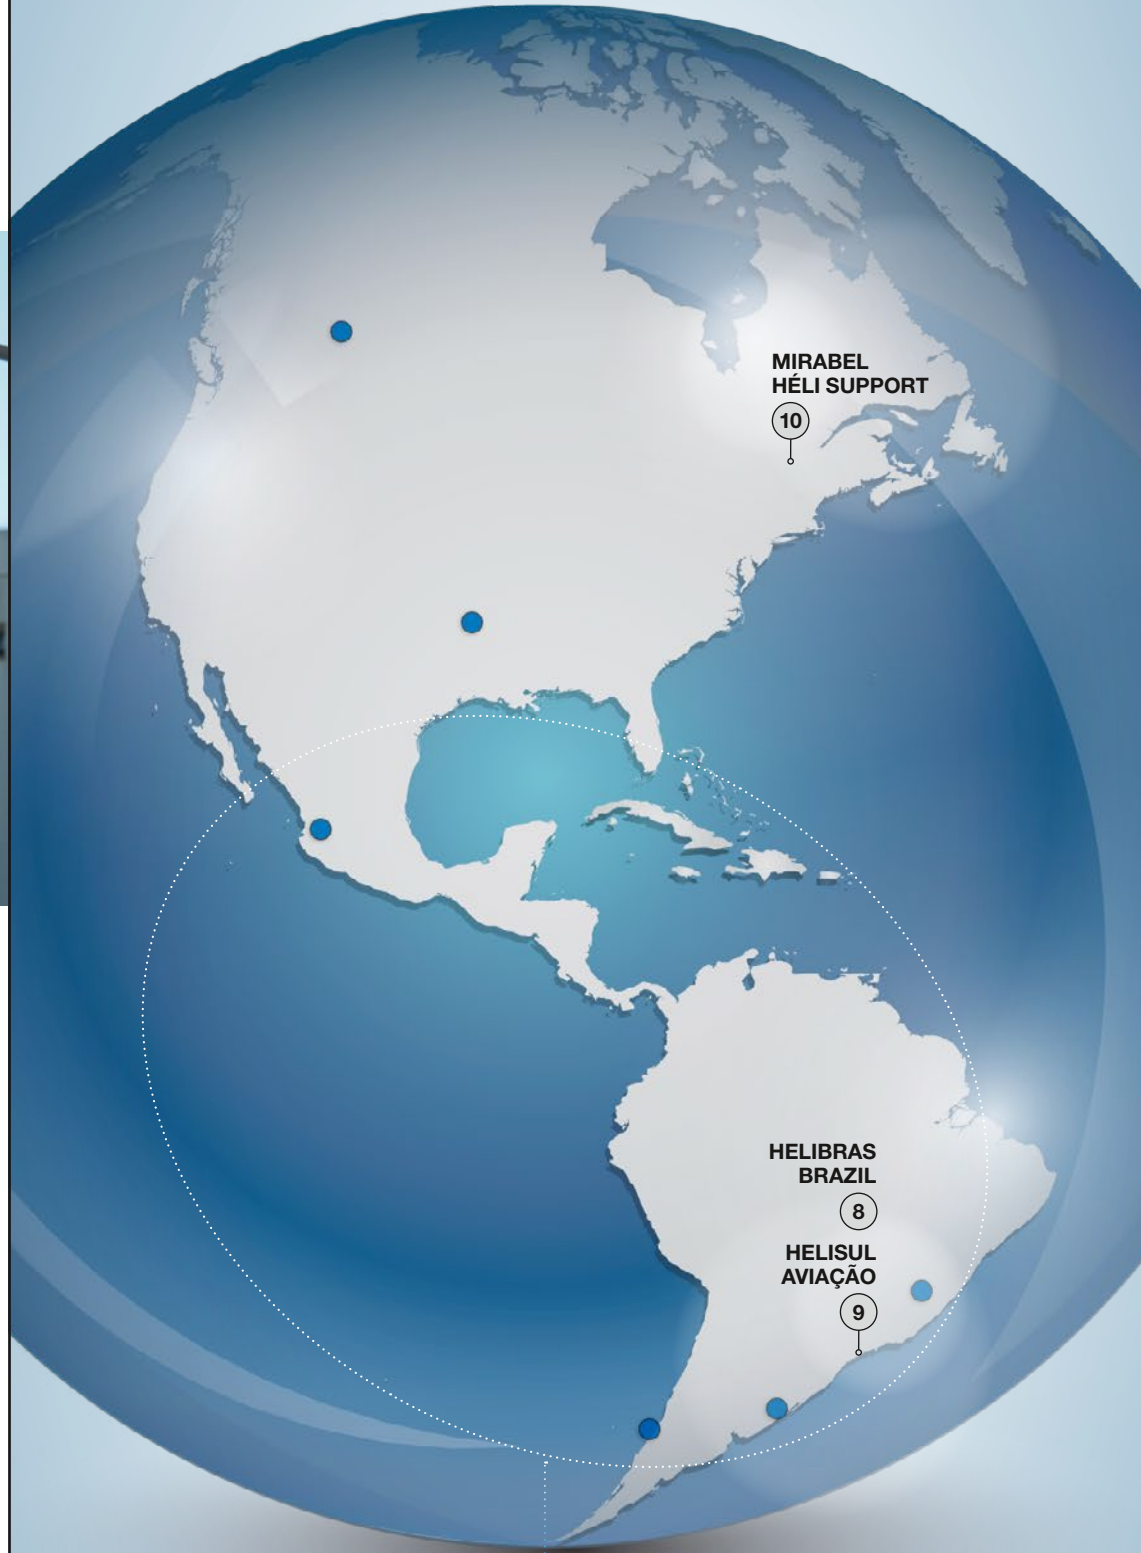 MIRABEL
HÉLI SUPPORT
10
HELIBRAS
BRAZIL
8
HELISUL
AVIAÇÃO
9